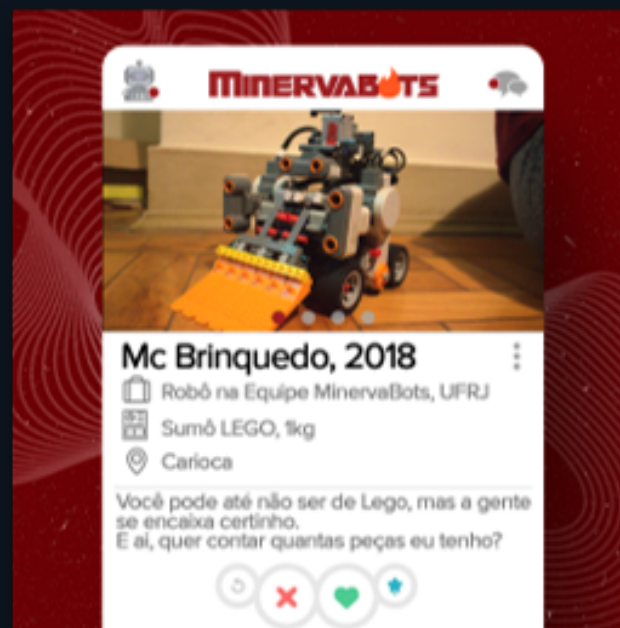 MINERVABOTS
Mc Brinquedo, 2018
Robô na Equipe MinervaBots, UFRJ
Sumô LEGO, 1kg
Carioca
Você pode até não ser de Lego, mas a gente
se encaixa certinho.
E ai, quer contar quantas peças eu tenho?